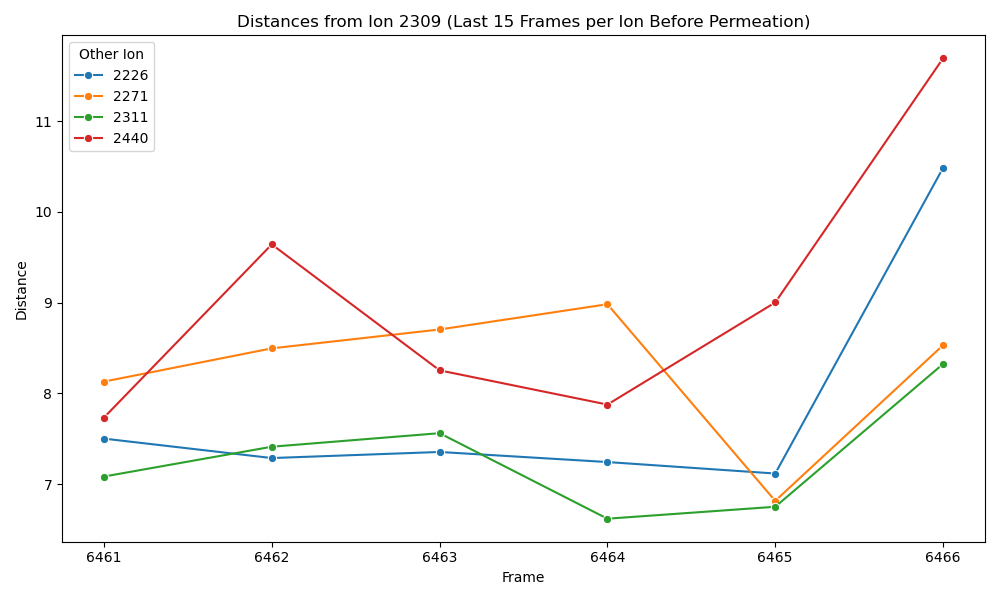 Distances from Ion 2309 (Last 15 Frames per Ion Before Permeation)
Other Ion
2226
2271
2311
2440
Distance
11
10
9
8
7
6461 6462 6463 6464 6465 6466
Frame